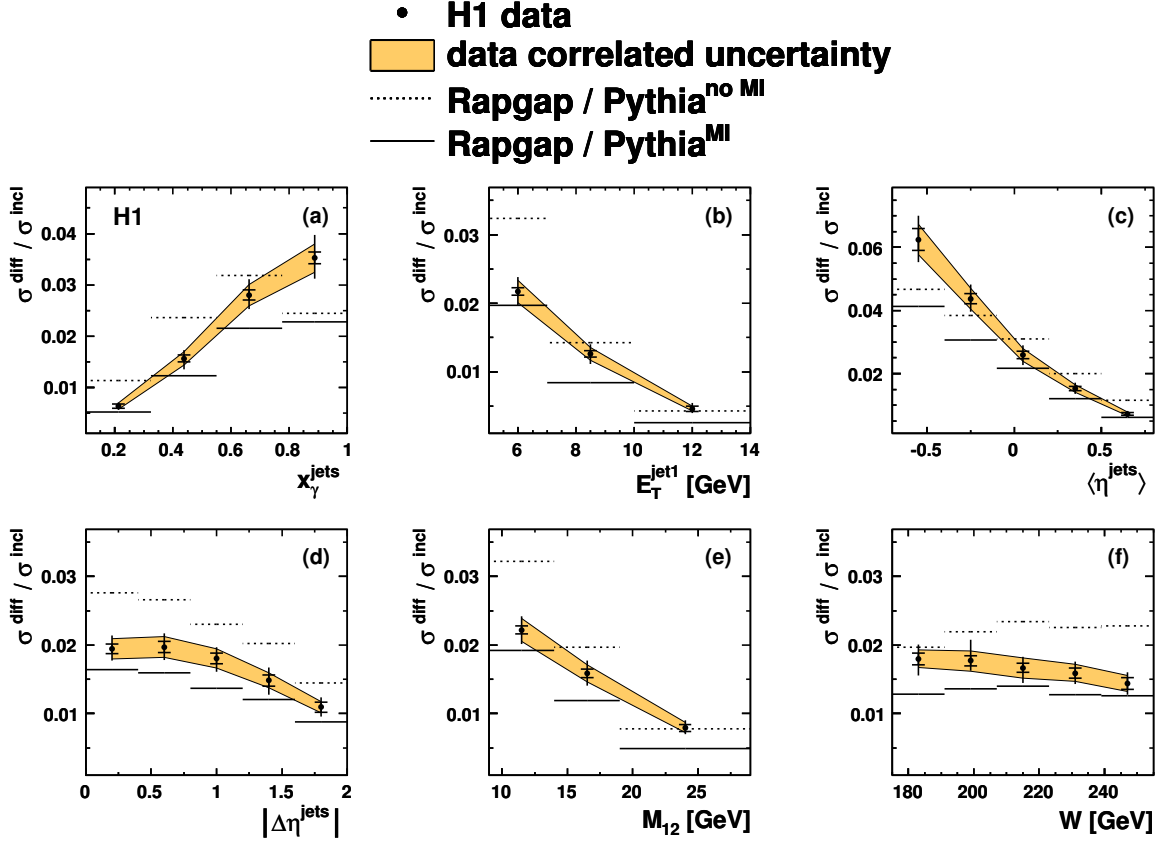 H1 data
data correlated uncertainty
Rapgap / Pythia^no MI
Rapgap / Pythia^MI
σ^diff / σ^incl
H1
(a)
0.04
0.03
0.02
0.01
0.2 0.4 0.6 0.8 1
x_γ^jets
σ^diff / σ^incl
(b)
0.03
0.02
0.01
6 8 10 12 14
E_T^jet1 [GeV]
σ^diff / σ^incl
(c)
0.06
0.04
0.02
-0.5 0 0.5
⟨η^jets⟩
σ^diff / σ^incl
(d)
0.03
0.02
0.01
0 0.5 1 1.5 2
|Δη^jets|
σ^diff / σ^incl
(e)
0.03
0.02
0.01
10 15 20 25
M_12 [GeV]
σ^diff / σ^incl
(f)
0.03
0.02
0.01
180 200 220 240
W [GeV]